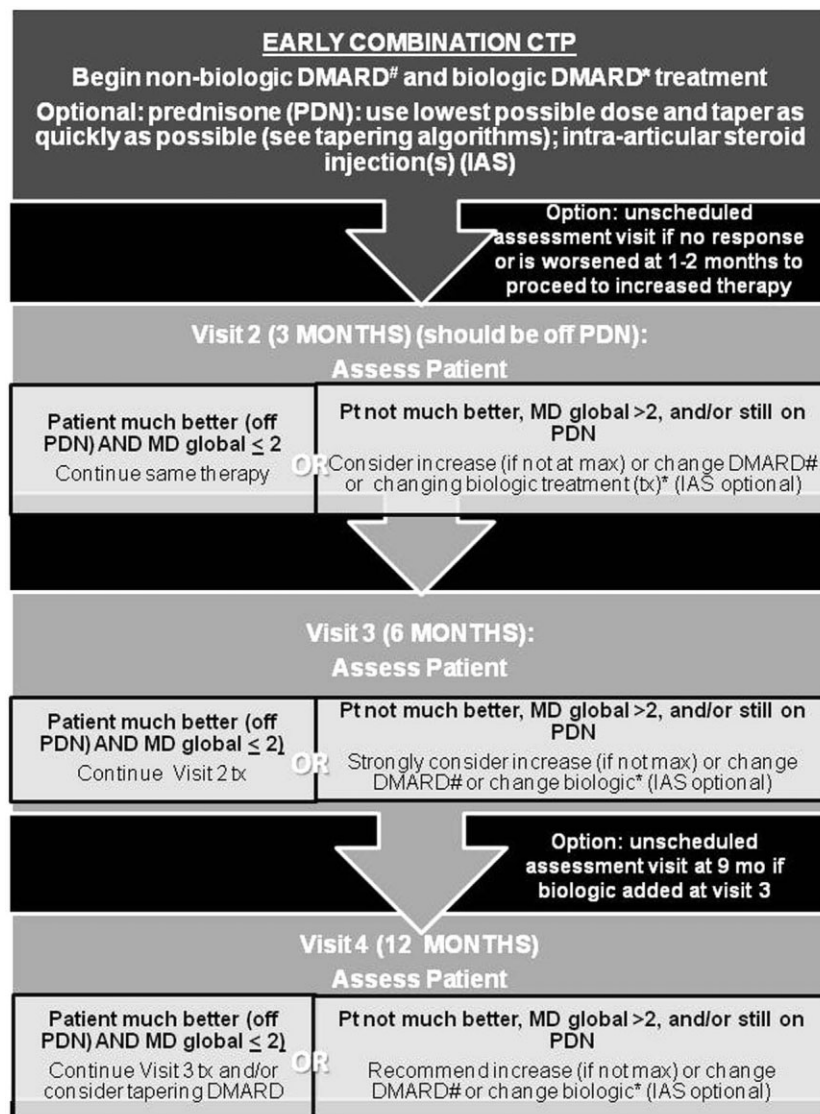 EARLY COMBINATION CTP
Begin non-biologic DMARD# and biologic DMARD* treatment
Optional: prednisone (PDN): use lowest possible dose and taper as
quickly as possible (see tapering algorithms); intra-articular steroid
injection(s) (IAS)
Option: unscheduled
assessment visit if no response
or is worsened at 1-2 months to
proceed to increased therapy
Visit 2 (3 MONTHS) (should be off PDN):
Assess Patient
Patient much better (off
PDN) AND MD global ≤ 2
Continue same therapy
OR
Pt not much better, MD global >2, and/or still on
PDN
Consider increase (if not at max) or change DMARD#
or changing biologic treatment (tx)* (IAS optional)
Visit 3 (6 MONTHS):
Assess Patient
Patient much better (off
PDN) AND MD global ≤ 2)
Continue Visit 2 tx
OR
Pt not much better, MD global >2, and/or still on
PDN
Strongly consider increase (if not max) or change
DMARD# or change biologic* (IAS optional)
Option: unscheduled
assessment visit at 9 mo if
biologic added at visit 3
Visit 4 (12 MONTHS)
Assess Patient
Patient much better (off
PDN) AND MD global ≤ 2)
Continue Visit 3 tx and/or
consider tapering DMARD
OR
Pt not much better, MD global >2, and/or still on
PDN
Recommend increase (if not max) or change
DMARD# or change biologic* (IAS optional)